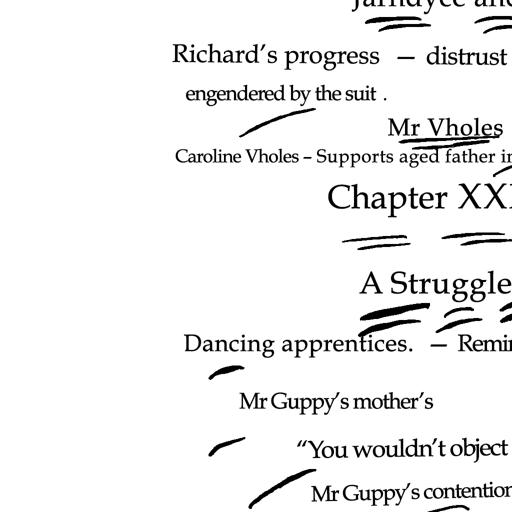 Jarndyce and
Richard's progress — distrust
engendered by the suit .
Mr Vholes
Caroline Vholes – Supports aged father in
Chapter XX
A Struggle
Dancing apprentices. —
Mr Guppy's mother's
“You wouldn't object
Mr Guppy's contention